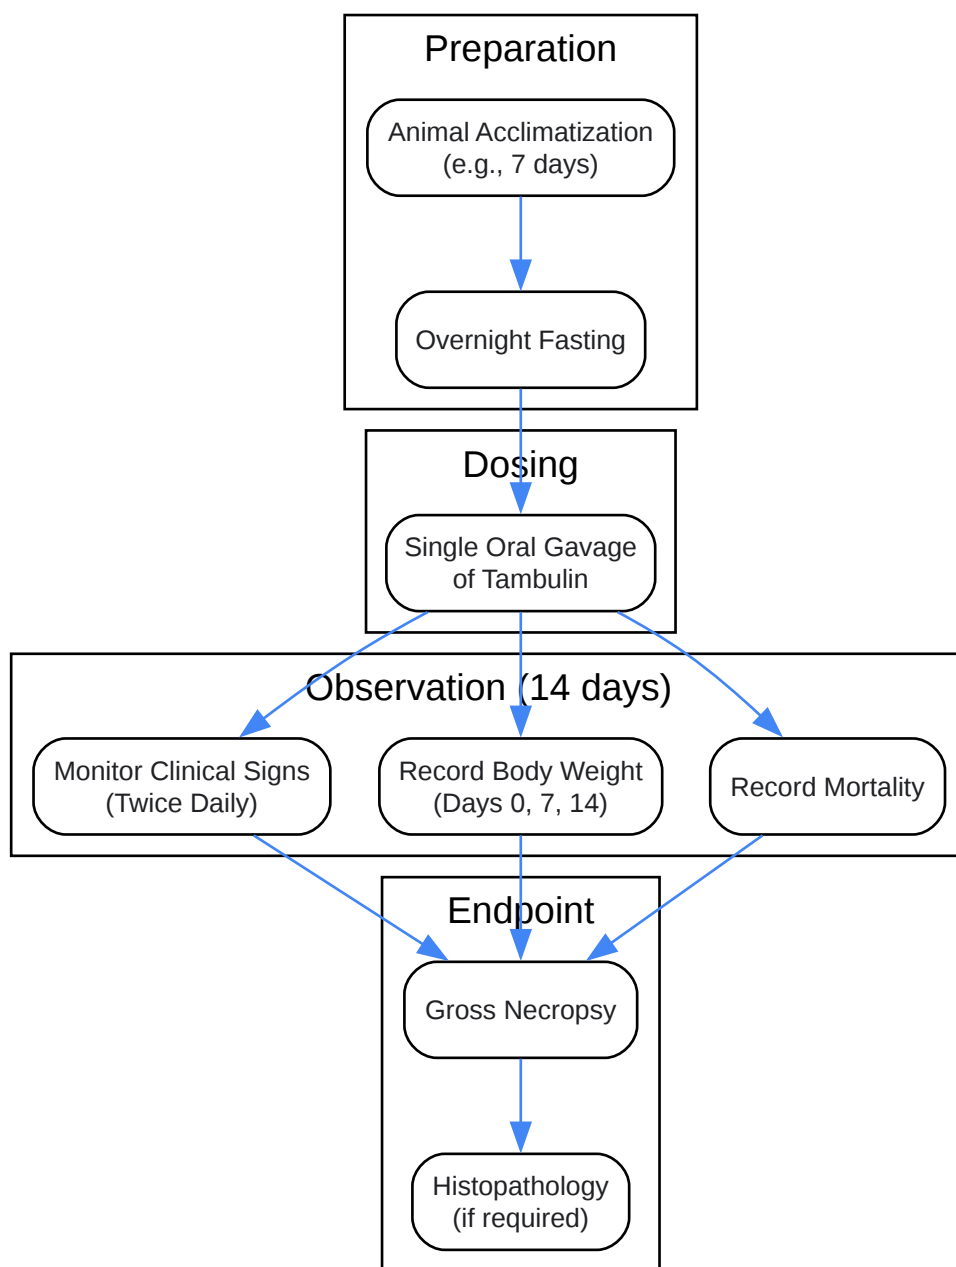 Preparation
Animal Acclimatization
(e.g., 7 days)
Overnight Fasting
Dosing
Single Oral Gavage
of Tambulin
Observation (14 days)
Monitor Clinical Signs
(Twice Daily)
Record Body Weight
(Days 0, 7, 14)
Record Mortality
Endpoint
Gross Necropsy
Histopathology
(if required)